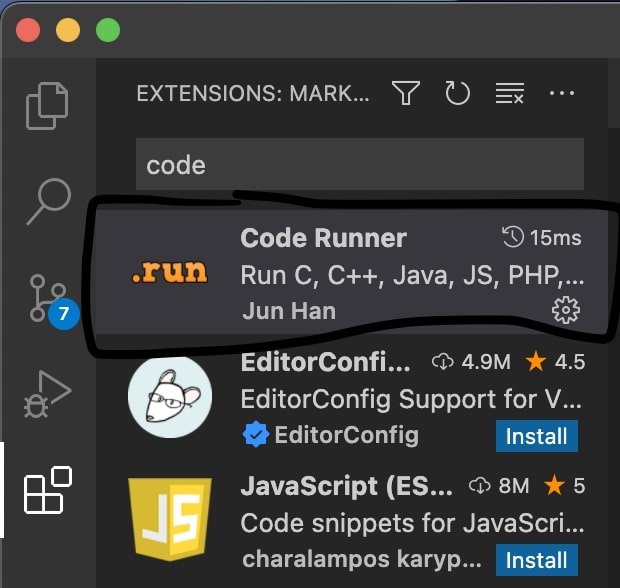 EXTENSIONS: MARK...
code
.run
Code Runner 15ms
Run C, C++, Java, JS, PHP,...
Jun Han
7
EditorConfi... 4.9M 4.5
EditorConfig Support for V...
EditorConfig Install
JS
JavaScript (ES... 8M 5
Code snippets for JavaScri...
charalampos karyp... Install